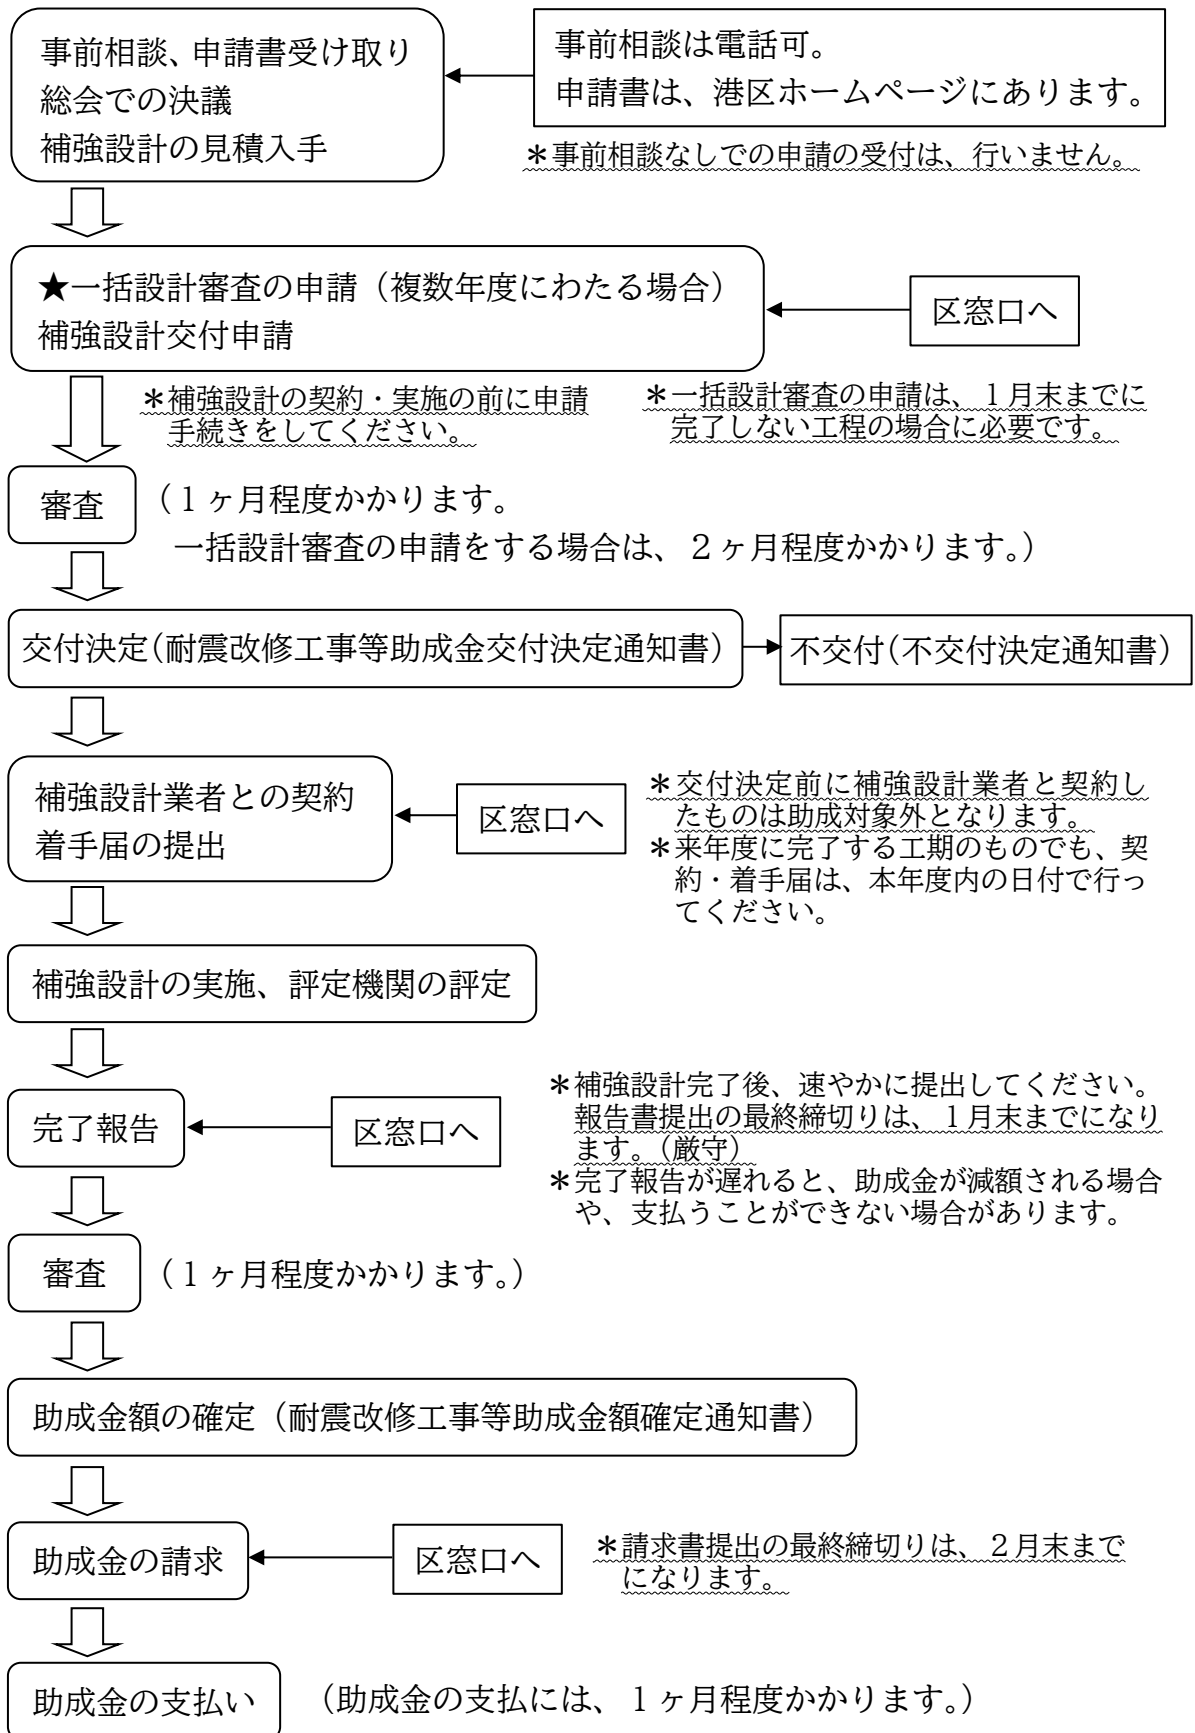 事前相談、申請書受け取り
総会での決議
補強設計の見積入手
事前相談は電話可。
申請書は、港区ホームページにあります。
＊事前相談なしでの申請の受付は、行いません。
★一括設計審査の申請（複数年度にわたる場合）
補強設計交付申請
区窓口へ
＊補強設計の契約・実施の前に申請
手続きをしてください。
＊一括設計審査の申請は、１月末までに
完了しない工程の場合に必要です。
審査
（１ヶ月程度かかります。
一括設計審査の申請をする場合は、２ヶ月程度かかります。）
交付決定（耐震改修工事等助成金交付決定通知書）
不交付（不交付決定通知書）
補強設計業者との契約
着手届の提出
区窓口へ
＊交付決定前に補強設計業者と契約し
たものは助成対象外となります。
＊来年度に完了する工期のものでも、契
約・着手届は、本年度内の日付で行っ
てください。
補強設計の実施、評定機関の評定
完了報告
区窓口へ
＊補強設計完了後、速やかに提出してください。
報告書提出の最終締切りは、１月末までになり
ます。（厳守）
＊完了報告が遅れると、助成金が減額される場合
や、支払うことができない場合があります。
審査
（１ヶ月程度かかります。）
助成金額の確定（耐震改修工事等助成金額確定通知書）
助成金の請求
区窓口へ
＊請求書提出の最終締切りは、２月末まで
になります。
助成金の支払い
（助成金の支払には、１ヶ月程度かかります。）